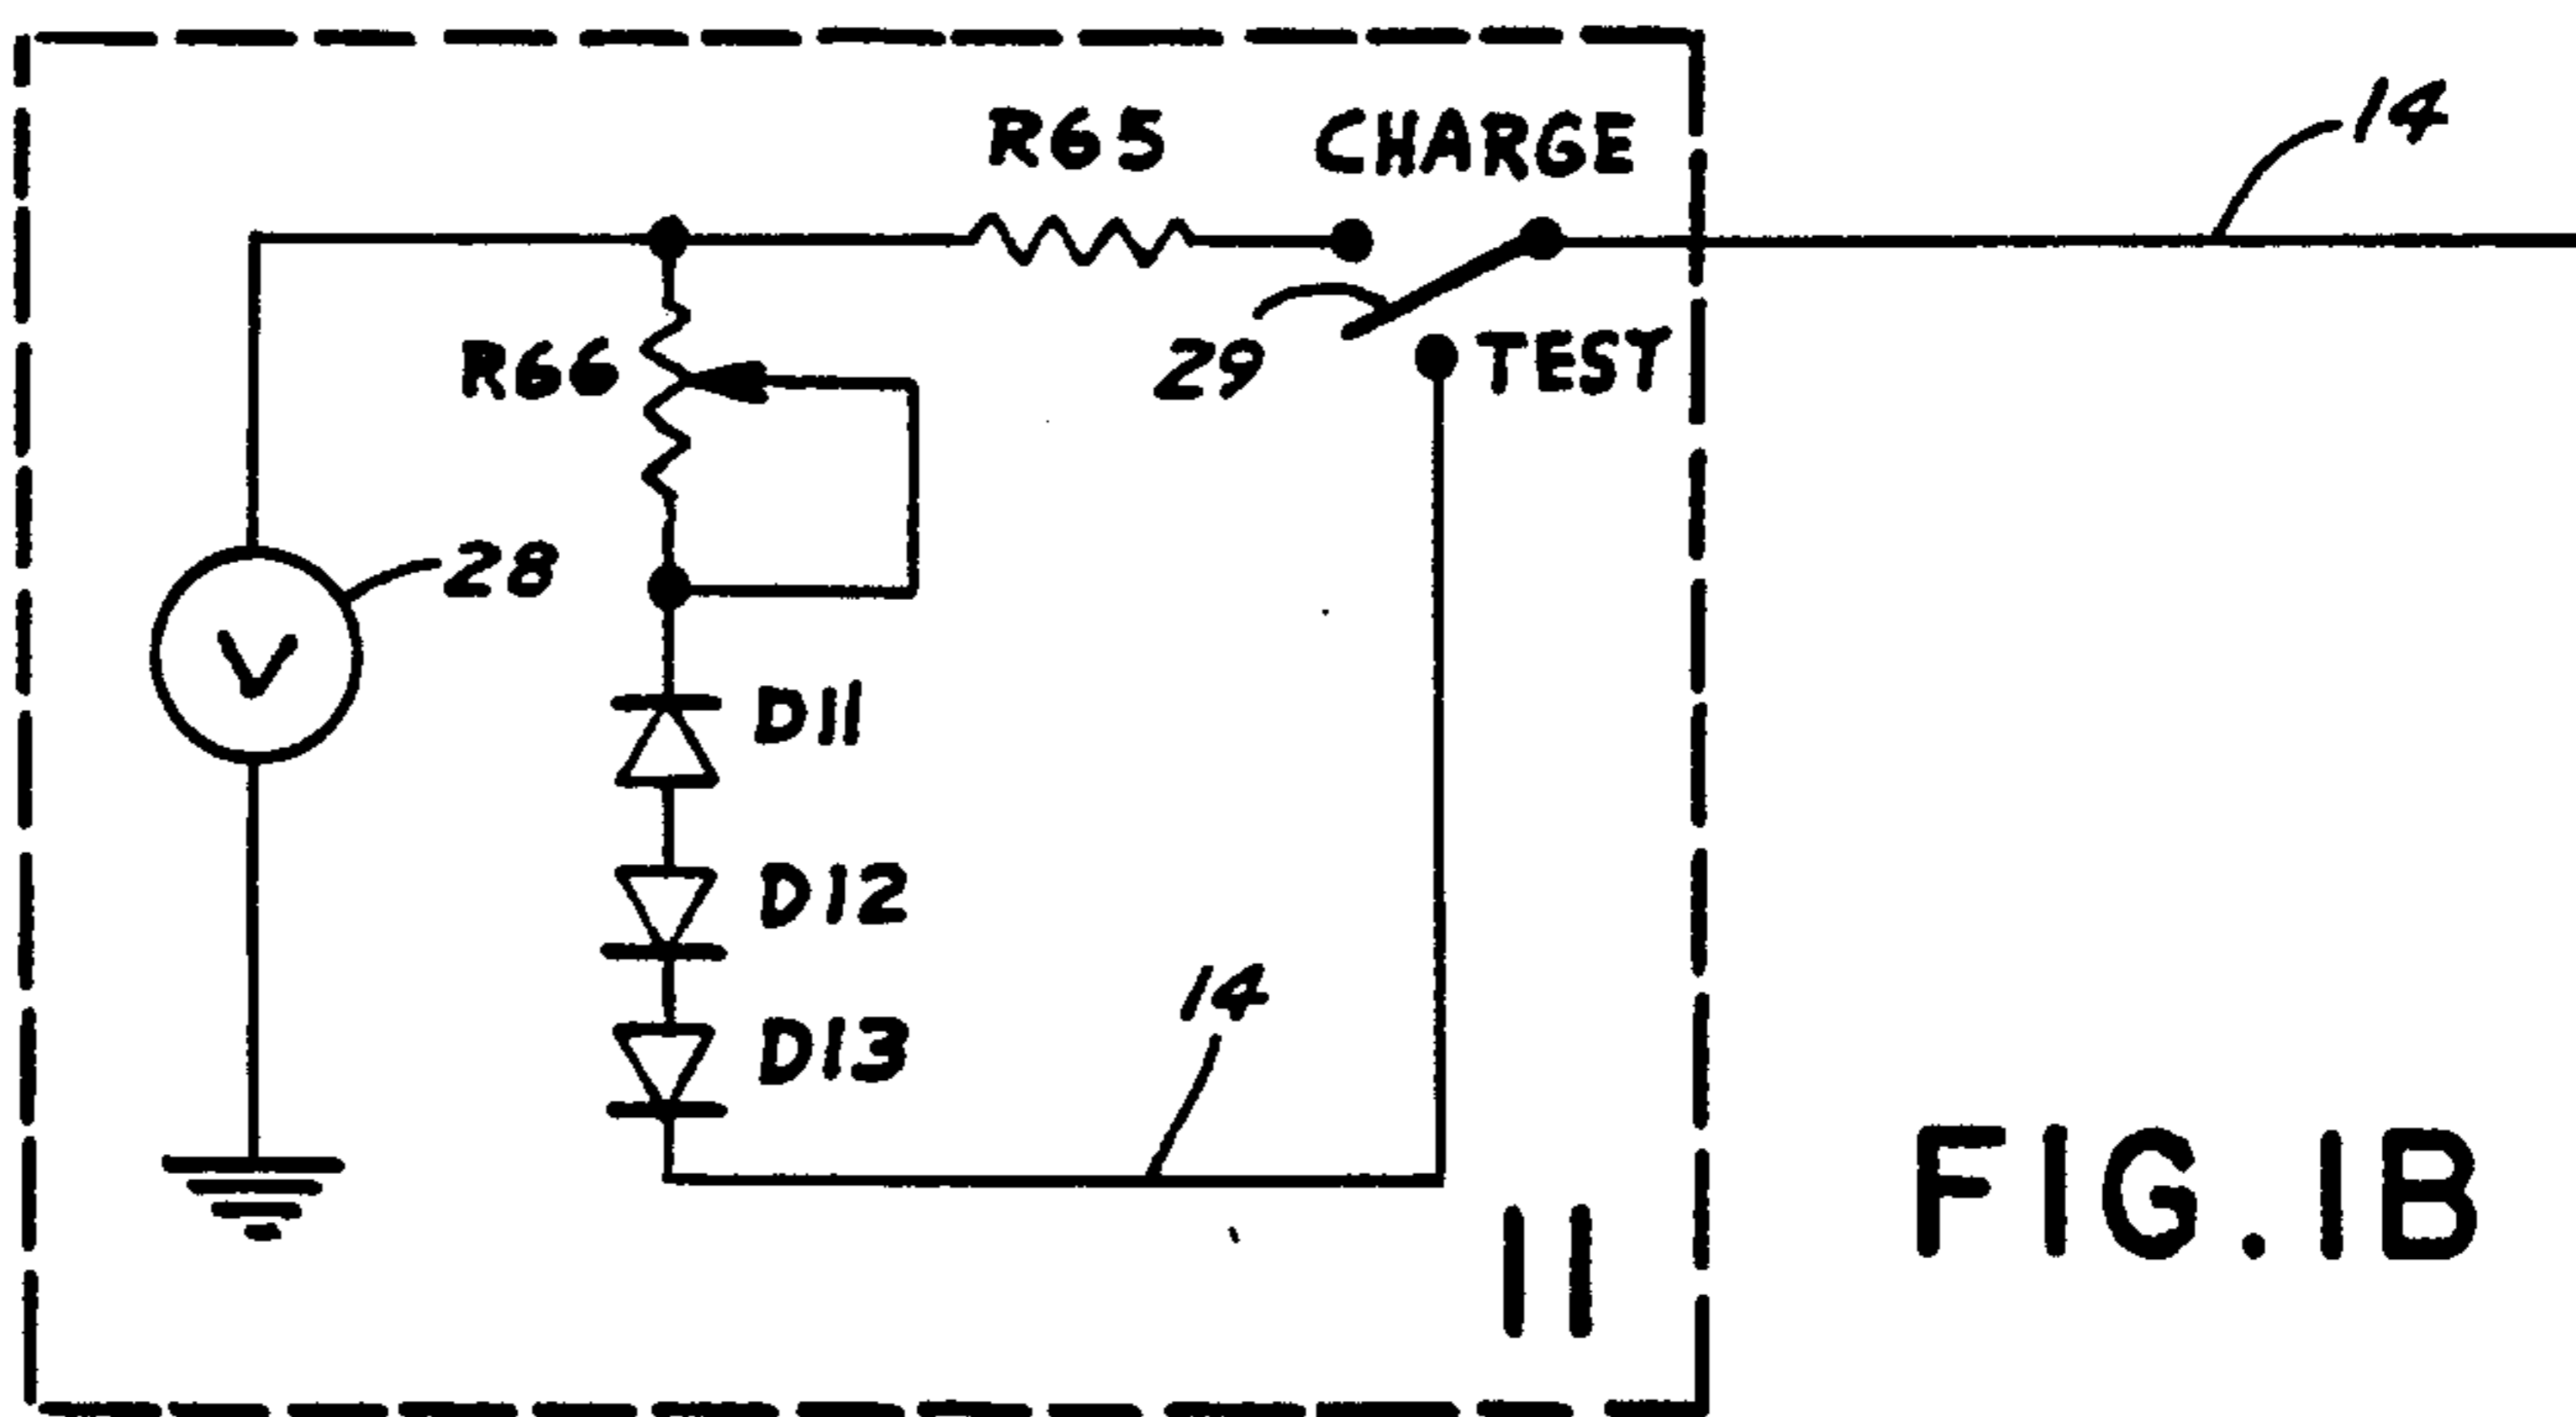 R65
CHARGE
14
R66
29
TEST
28
V
D11
D12
14
D13
11
FIG.1B